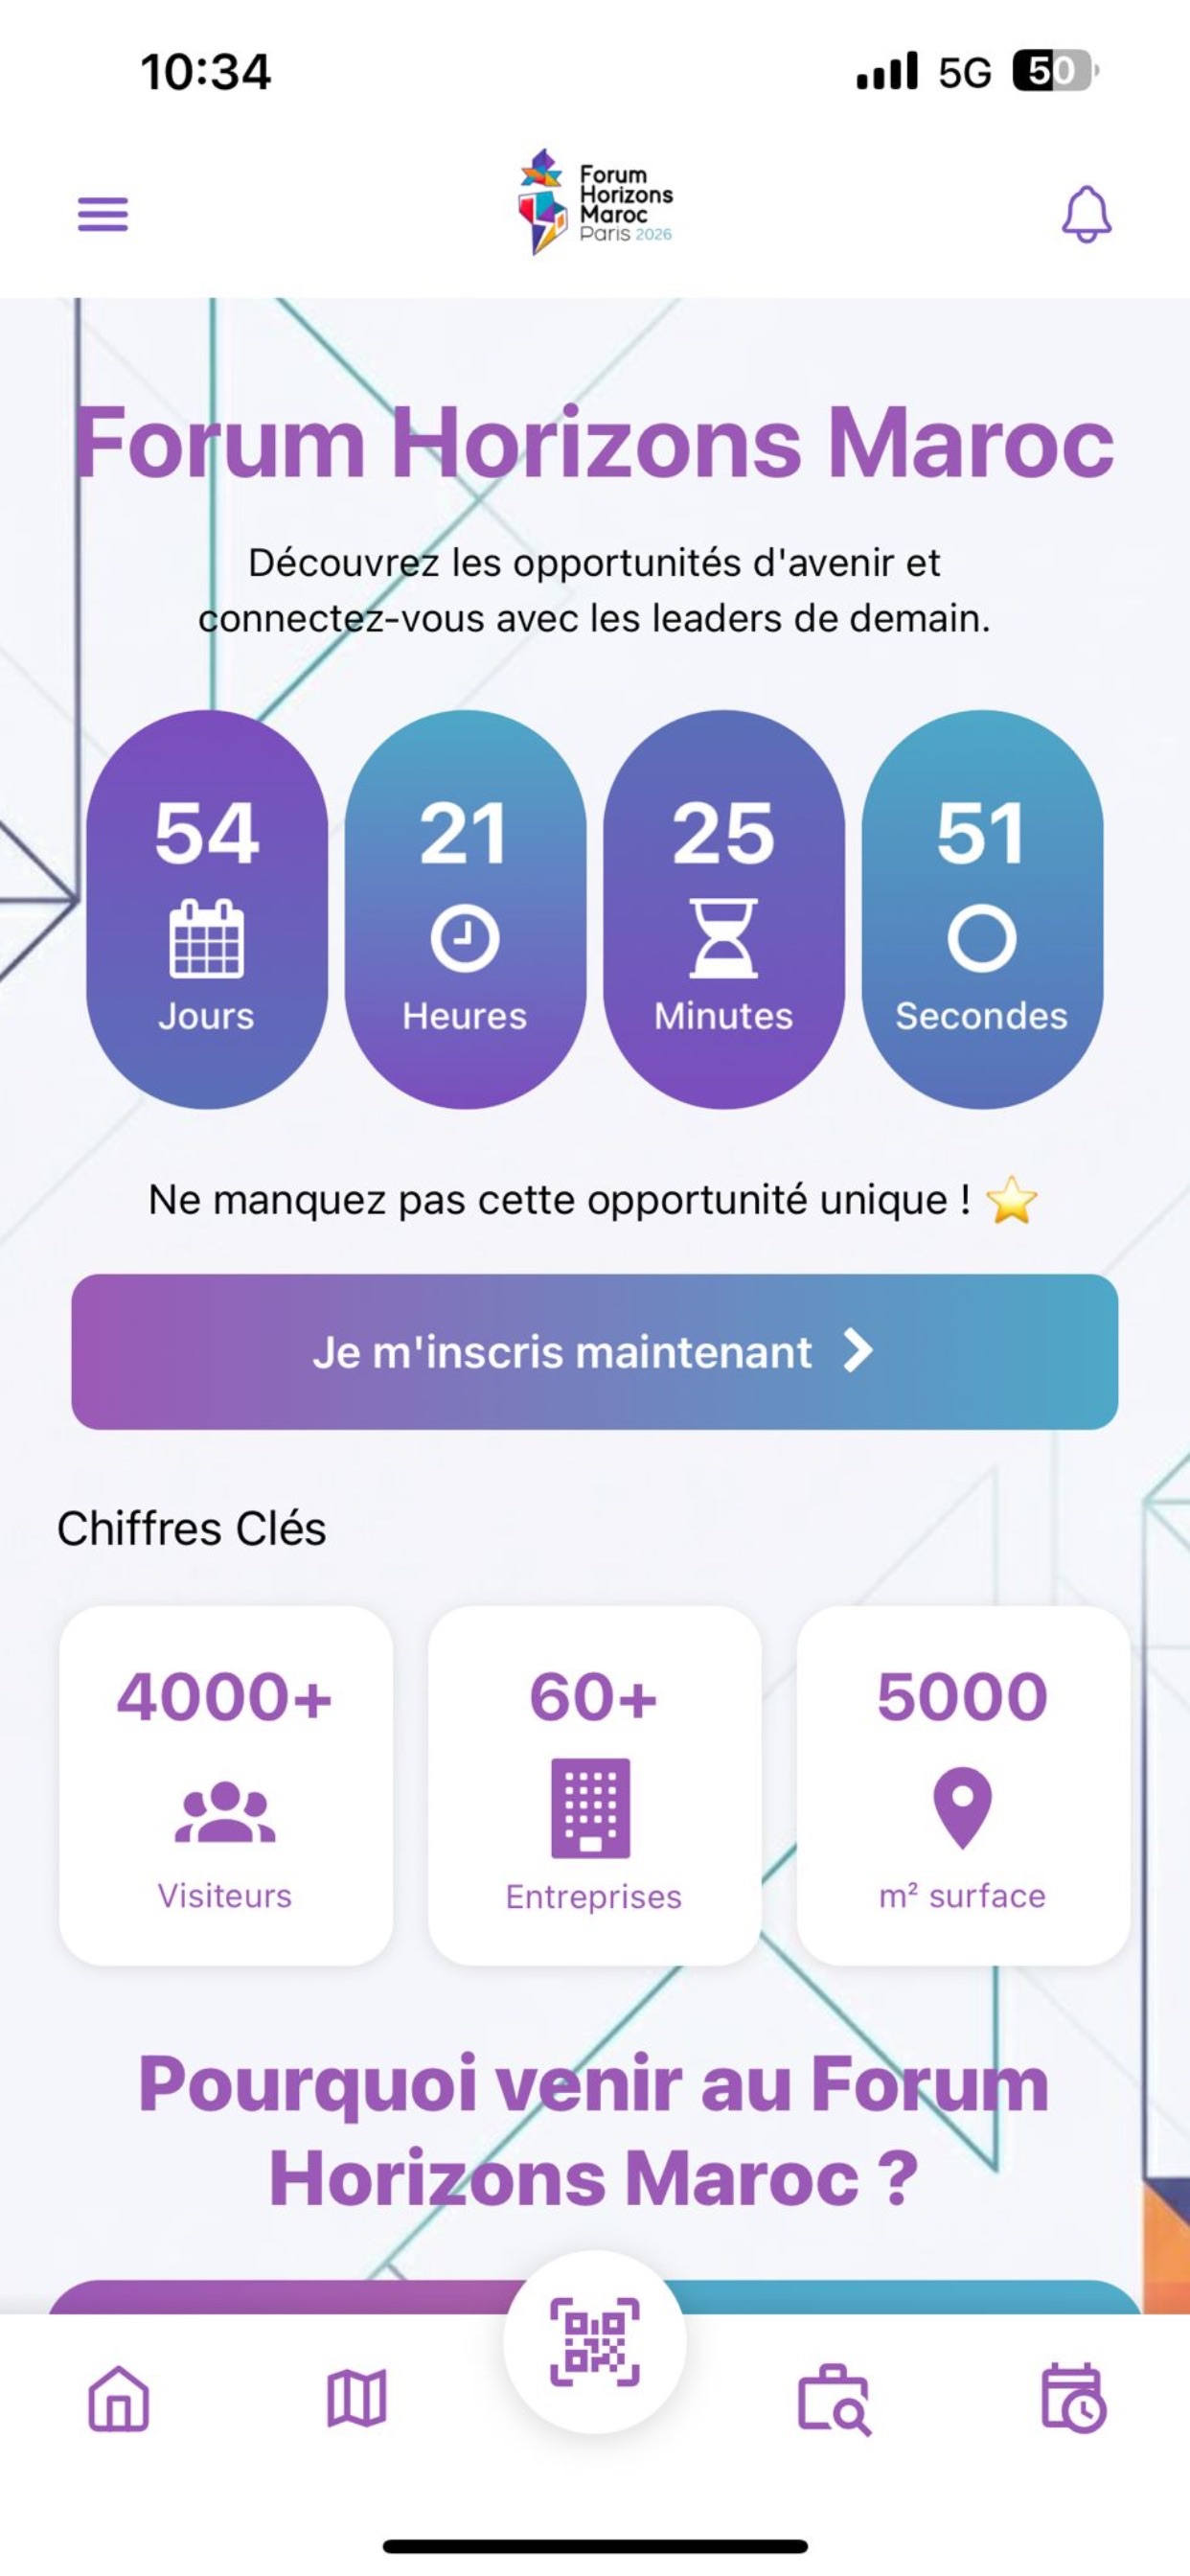 10:34
5G
50
Forum
Horizons
Maroc
Paris 2026
Forum Horizons Maroc
Découvrez les opportunités d'avenir et
connectez-vous avec les leaders de demain.
54
Jours
21
Heures
25
Minutes
51
Secondes
Ne manquez pas cette opportunité unique ! ⭐
Je m'inscris maintenant
Chiffres Clés
4000+
Visiteurs
60+
Entreprises
5000
m² surface
Pourquoi venir au Forum
Horizons Maroc ?